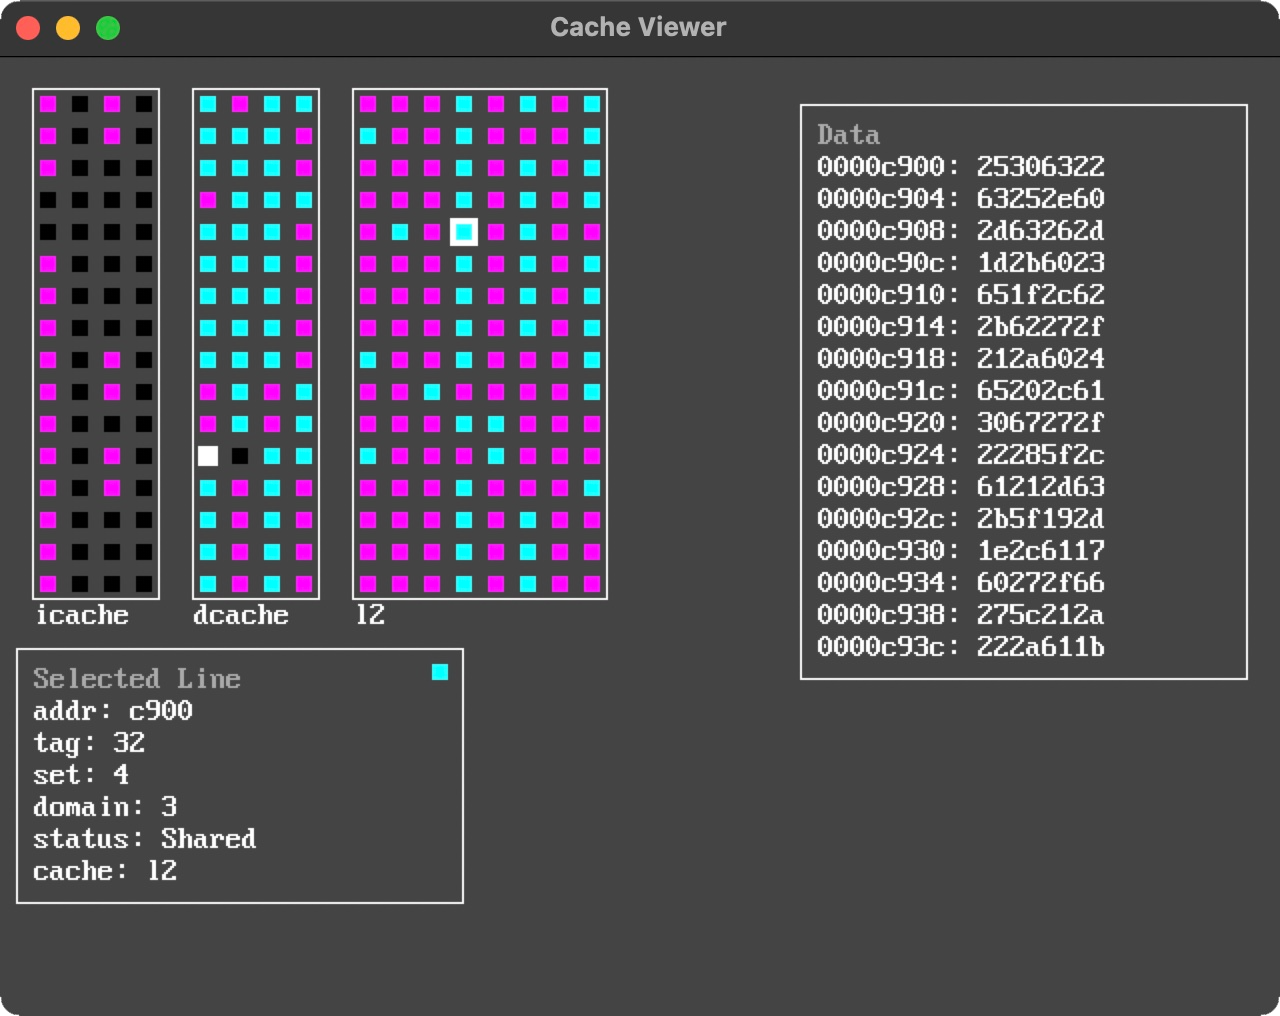 Cache Viewer
icache
dcache
l2
Selected Line
addr: c900
tag: 32
set: 4
domain: 3
status: Shared
cache: l2
Data
0000c900: 25306322
0000c904: 63252e60
0000c908: 2d63262d
0000c90c: 1d2b6023
0000c910: 651f2c62
0000c914: 2b62272f
0000c918: 212a6024
0000c91c: 65202c61
0000c920: 3067272f
0000c924: 22285f2c
0000c928: 61212d63
0000c92c: 2b5f192d
0000c930: 1e2c6117
0000c934: 60272f66
0000c938: 275c212a
0000c93c: 222a611b